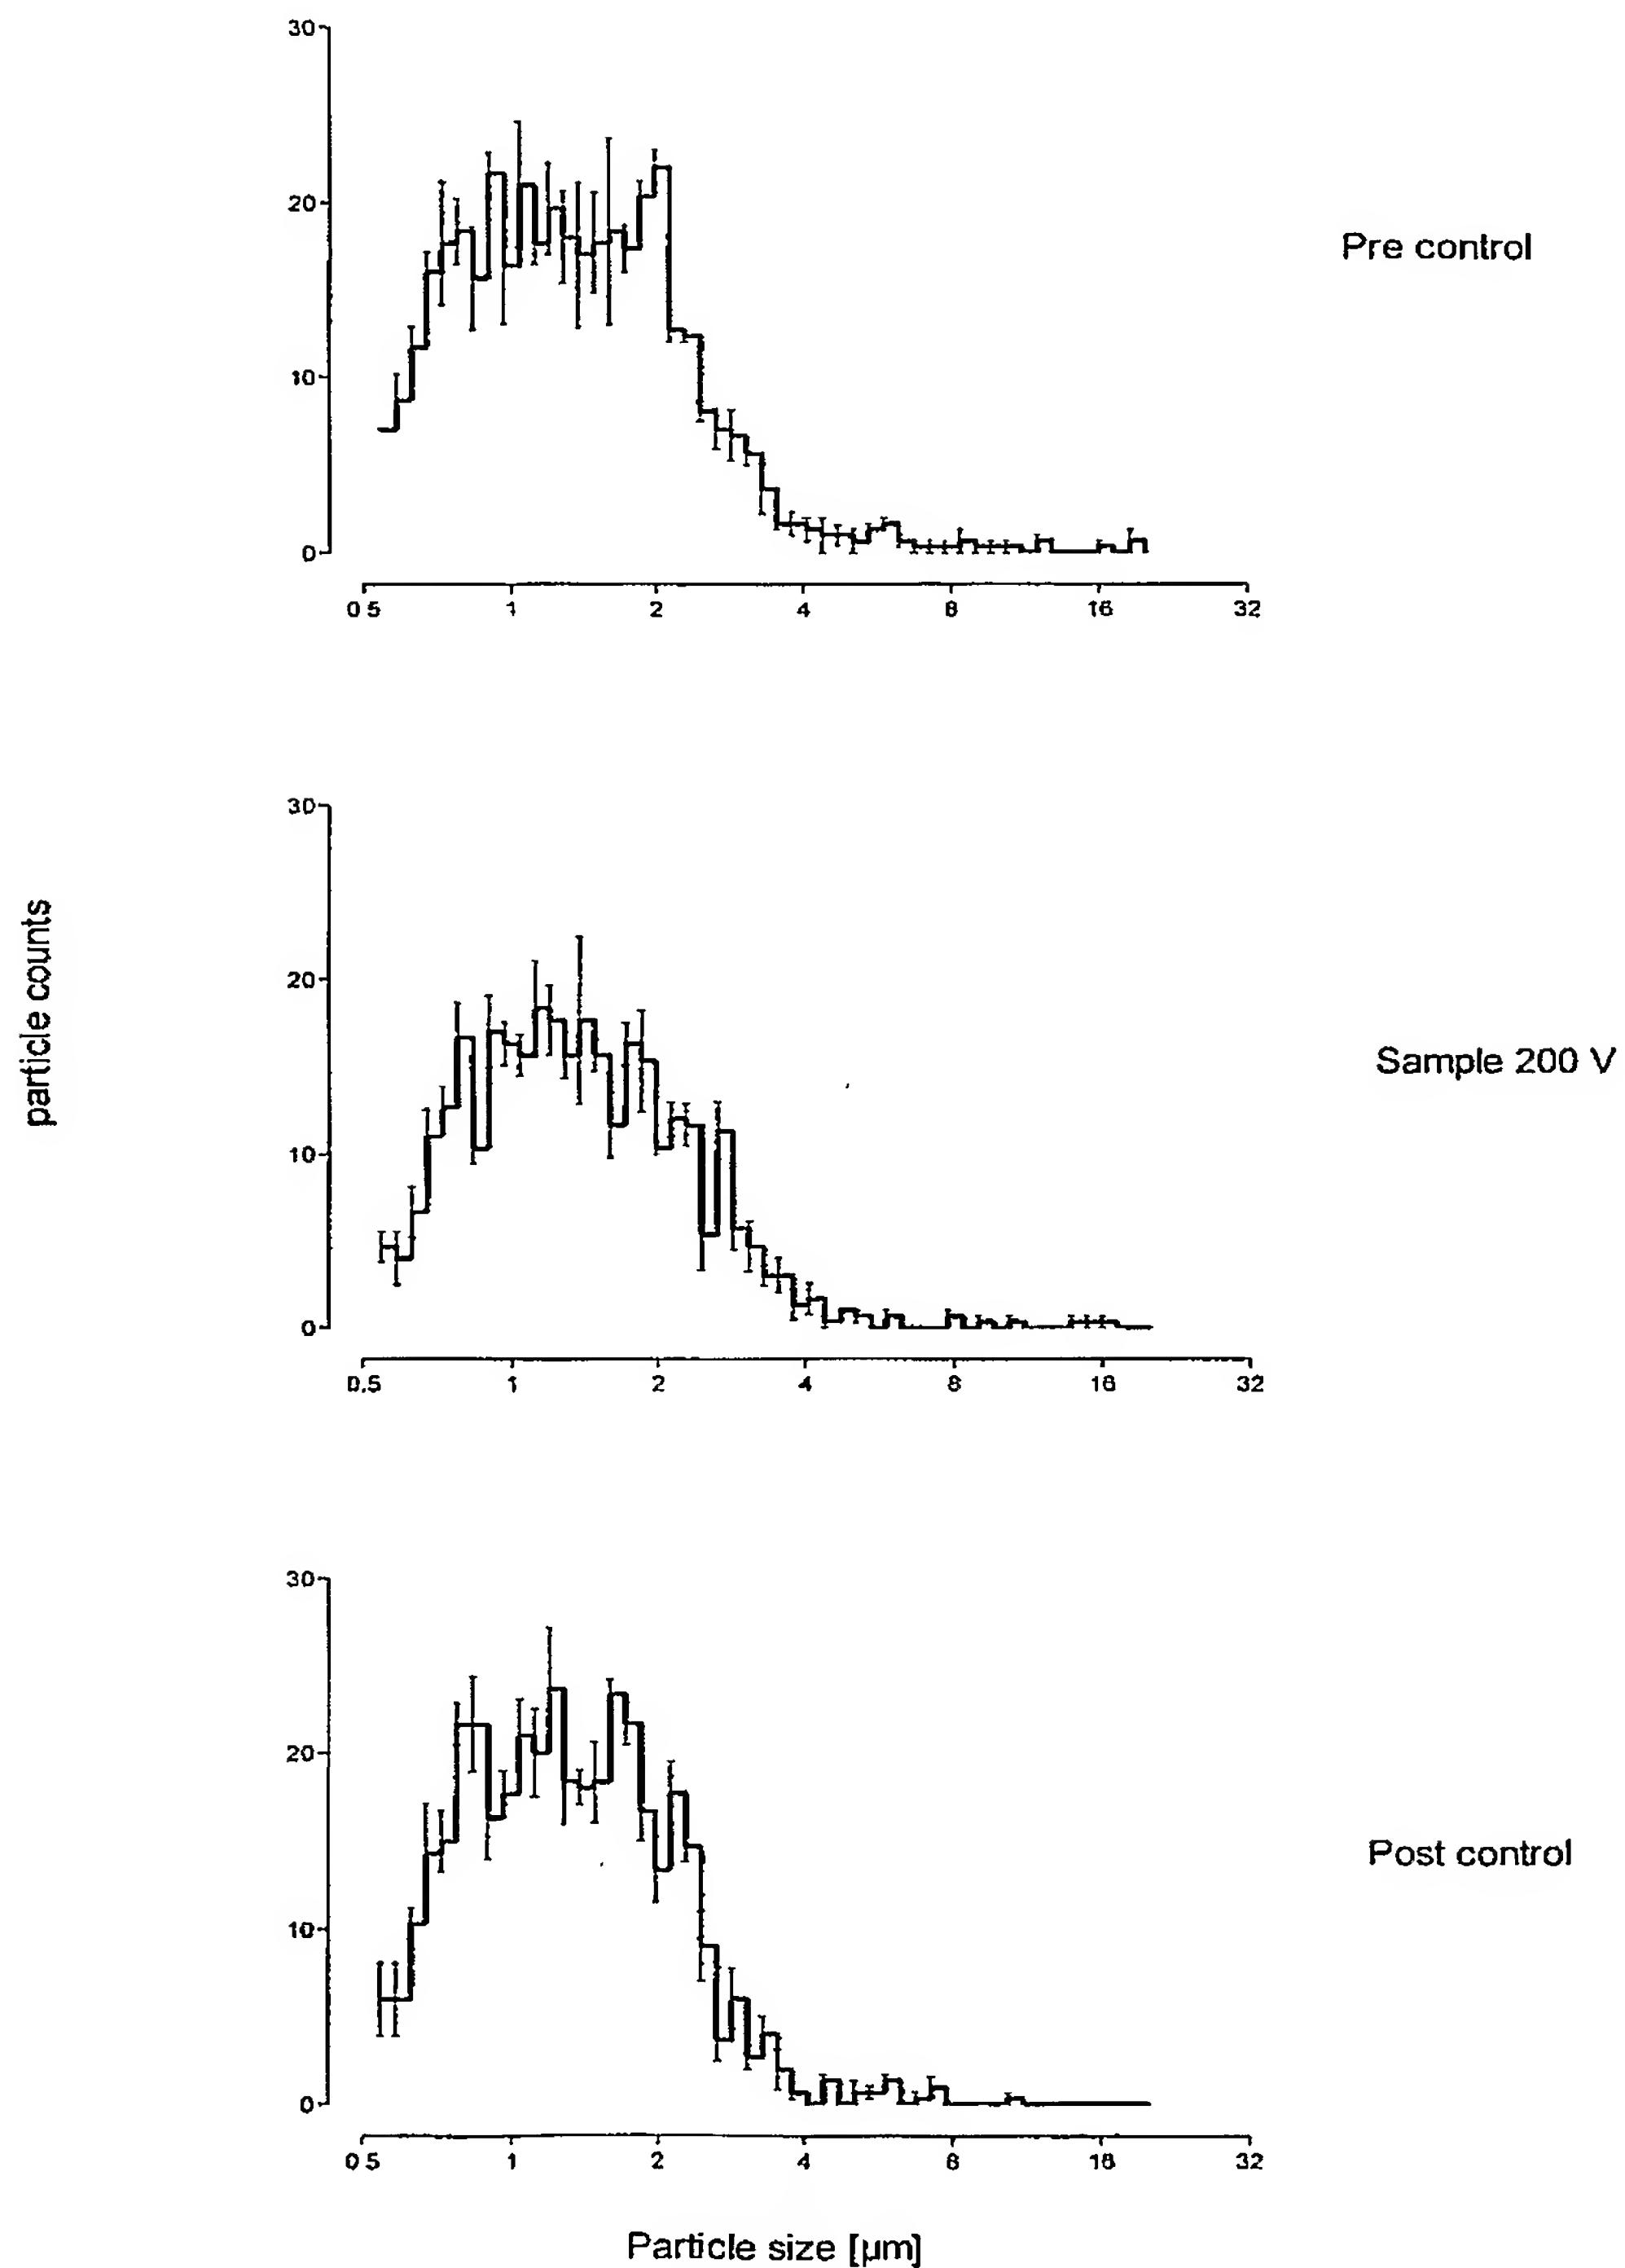 30
20
10
0
Pre control
0 5 1 2 4 8 16 32
30
20
10
0
particle counts
Sample 200 V
0.5 1 2 4 8 16 32
30
20
10
0
Post control
0 5 1 2 4 8 16 32
Particle size [µm]